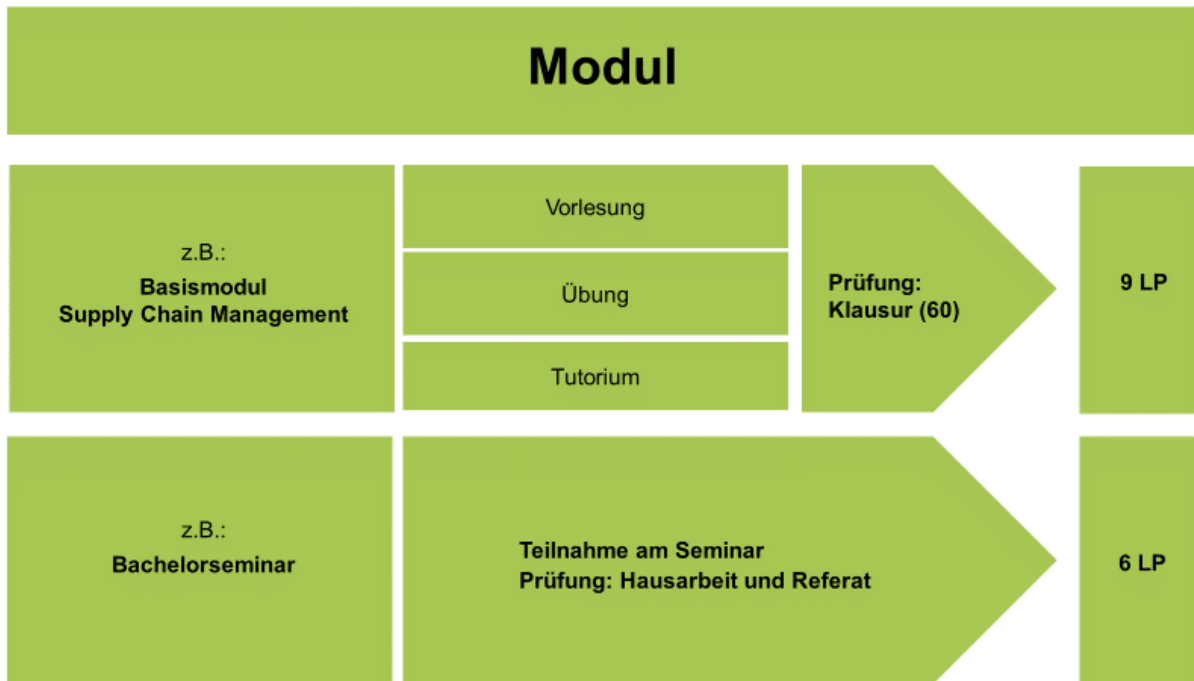 Modul
z.B.:
Basismodul
Supply Chain Management
Vorlesung
Übung
Tutorium
Prüfung:
Klausur (60)
9 LP
z.B.:
Bachelorseminar
Teilnahme am Seminar
Prüfung: Hausarbeit und Referat
6 LP